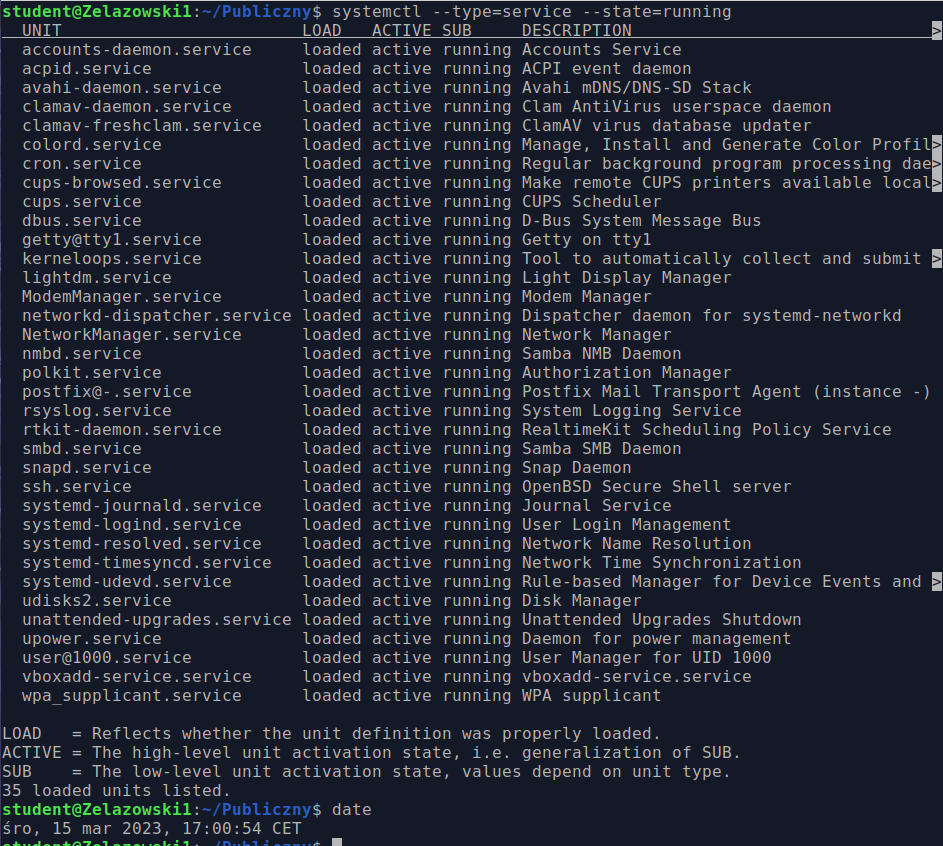 student@Zelazowski1:~/Publiczny$ systemctl --type=service --state=running
  UNIT                        LOAD   ACTIVE SUB     DESCRIPTION                              >
  accounts-daemon.service     loaded active running Accounts Service
  acpid.service               loaded active running ACPI event daemon
  avahi-daemon.service        loaded active running Avahi mDNS/DNS-SD Stack
  clamav-daemon.service       loaded active running Clam AntiVirus userspace daemon
  clamav-freshclam.service    loaded active running ClamAV virus database updater
  colord.service              loaded active running Manage, Install and Generate Color Profil>
  cron.service                loaded active running Regular background program processing dae>
  cups-browsed.service        loaded active running Make remote CUPS printers available local>
  cups.service                loaded active running CUPS Scheduler
  dbus.service                loaded active running D-Bus System Message Bus
  getty@tty1.service          loaded active running Getty on tty1
  kerneloops.service          loaded active running Tool to automatically collect and submit >
  lightdm.service             loaded active running Light Display Manager
  ModemManager.service        loaded active running Modem Manager
  networkd-dispatcher.service loaded active running Dispatcher daemon for systemd-networkd
  NetworkManager.service      loaded active running Network Manager
  nmbd.service                loaded active running Samba NMB Daemon
  polkit.service              loaded active running Authorization Manager
  postfix@-.service           loaded active running Postfix Mail Transport Agent (instance -)
  rsyslog.service             loaded active running System Logging Service
  rtkit-daemon.service        loaded active running RealtimeKit Scheduling Policy Service
  smbd.service                loaded active running Samba SMB Daemon
  snapd.service               loaded active running Snap Daemon
  ssh.service                 loaded active running OpenBSD Secure Shell server
  systemd-journald.service    loaded active running Journal Service
  systemd-logind.service      loaded active running User Login Management
  systemd-resolved.service    loaded active running Network Name Resolution
  systemd-timesyncd.service   loaded active running Network Time Synchronization
  systemd-udevd.service       loaded active running Rule-based Manager for Device Events and >
  udisks2.service             loaded active running Disk Manager
  unattended-upgrades.service loaded active running Unattended Upgrades Shutdown
  upower.service              loaded active running Daemon for power management
  user@1000.service           loaded active running User Manager for UID 1000
  vboxadd-service.service     loaded active running vboxadd-service.service
  wpa_supplicant.service      loaded active running WPA supplicant
LOAD   = Reflects whether the unit definition was properly loaded.
ACTIVE = The high-level unit activation state, i.e. generalization of SUB.
SUB    = The low-level unit activation state, values depend on unit type.
35 loaded units listed.
student@Zelazowski1:~/Publiczny$ date
śro, 15 mar 2023, 17:00:54 CET
student@Zelazowski1:~/Publiczny$